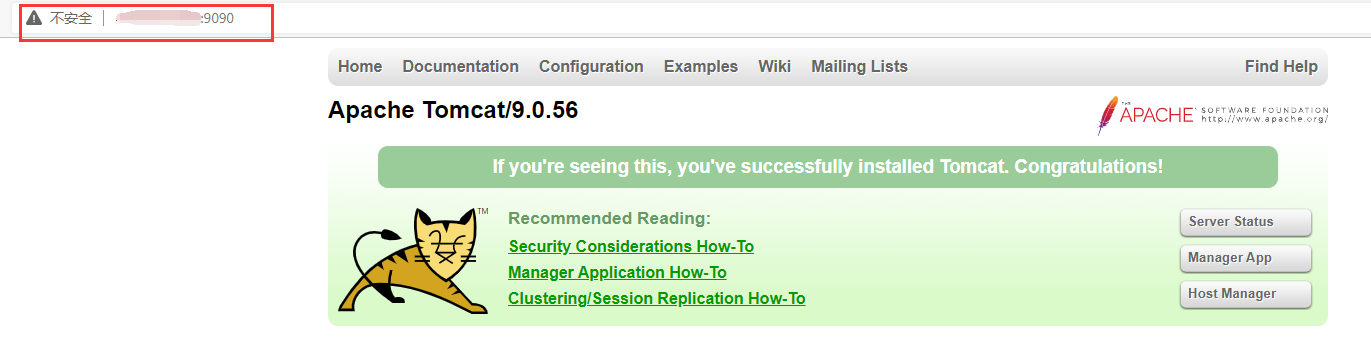 不安全 :9090
Home Documentation Configuration Examples Wiki Mailing Lists Find Help
Apache Tomcat/9.0.56
THE
APACHE SOFTWARE FOUNDATION
http://www.apache.org/
If you're seeing this, you've successfully installed Tomcat. Congratulations!
TM
Recommended Reading:
Security Considerations How-To
Manager Application How-To
Clustering/Session Replication How-To
Server Status
Manager App
Host Manager